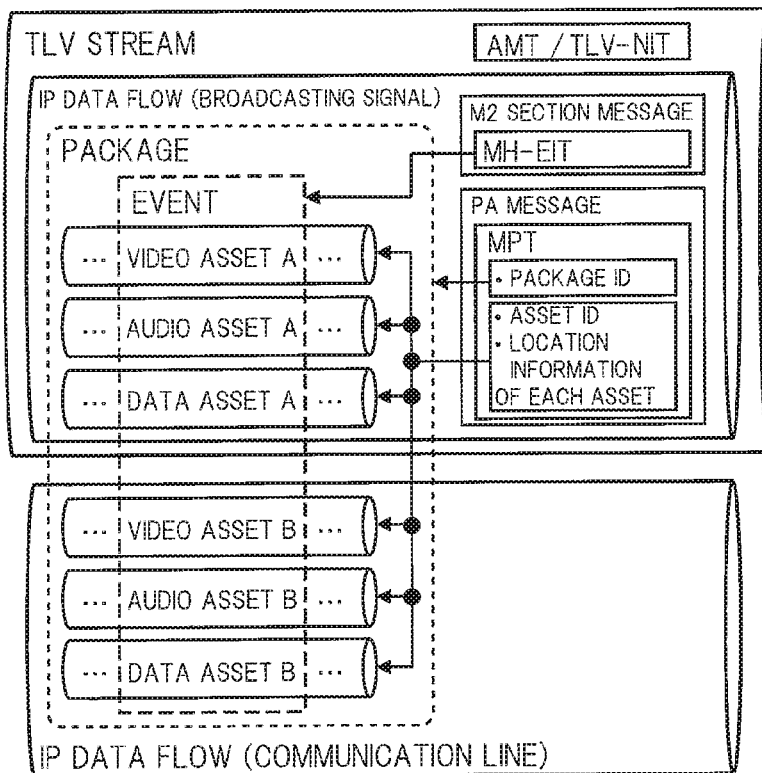 TLV STREAM
AMT / TLV-NIT
IP DATA FLOW (BROADCASTING SIGNAL)
M2 SECTION MESSAGE
MH-EIT
PACKAGE
EVENT
PA MESSAGE
MPT
• PACKAGE ID
• ASSET ID
• LOCATION
INFORMATION
OF EACH ASSET
... VIDEO ASSET A ...
... AUDIO ASSET A ...
... DATA ASSET A ...
... VIDEO ASSET B ...
... AUDIO ASSET B ...
... DATA ASSET B ...
IP DATA FLOW (COMMUNICATION LINE)